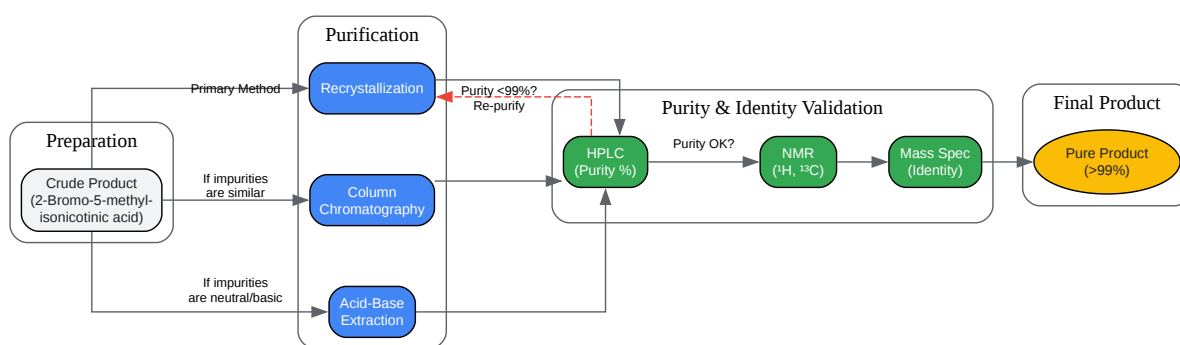 Preparation
Crude Product
(2-Bromo-5-methyl-
isonicotinic acid)
Primary Method
If impurities
are similar
If impurities
are neutral/basic
Purification
Recrystallization
Column
Chromatography
Acid-Base
Extraction
Purity <99%?
Re-purify
Purity & Identity Validation
HPLC
(Purity %)
Purity OK?
NMR
(¹H, ¹³C)
Mass Spec
(Identity)
Final Product
Pure Product
(>99%)